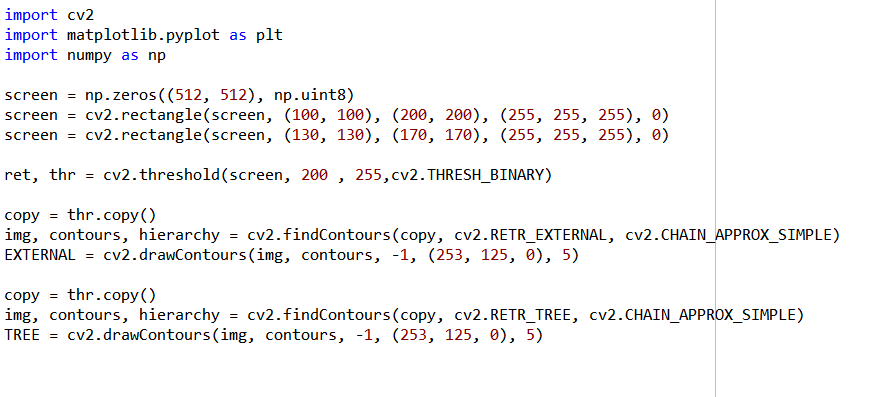 import cv2
import matplotlib.pyplot as plt
import numpy as np
screen = np.zeros((512, 512), np.uint8)
screen = cv2.rectangle(screen, (100, 100), (200, 200), (255, 255, 255), 0)
screen = cv2.rectangle(screen, (130, 130), (170, 170), (255, 255, 255), 0)
ret, thr = cv2.threshold(screen, 200 , 255,cv2.THRESH_BINARY)
copy = thr.copy()
img, contours, hierarchy = cv2.findContours(copy, cv2.RETR_EXTERNAL, cv2.CHAIN_APPROX_SIMPLE)
EXTERNAL = cv2.drawContours(img, contours, -1, (253, 125, 0), 5)
copy = thr.copy()
img, contours, hierarchy = cv2.findContours(copy, cv2.RETR_TREE, cv2.CHAIN_APPROX_SIMPLE)
TREE = cv2.drawContours(img, contours, -1, (253, 125, 0), 5)